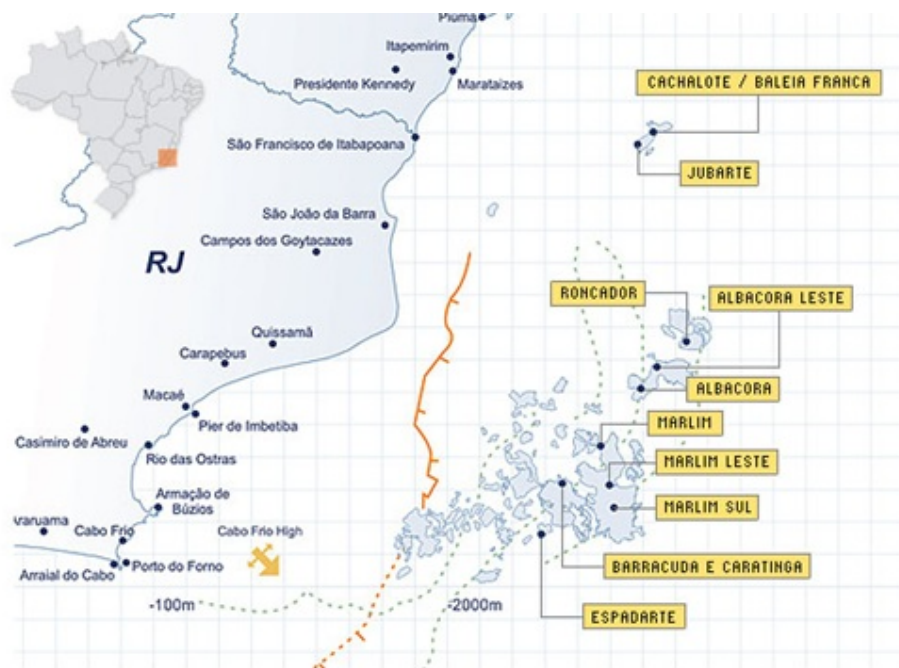 Piúma
Itapemirim
Presidente Kennedy
Marataizes
CACHALOTE / BALEIA FRANCA
São Francisco de Itabapoana
JUBARTE
São João da Barra
Campos dos Goytacazes
RJ
RONCADOR
ALBACORA LESTE
Quissamã
Carapebus
ALBACORA
Macaé
Pier de Imbetiba
MARLIM
Casimiro de Abreu
Rio das Ostras
MARLIM LESTE
Armação de
Búzios
MARLIM SUL
Araruama
Cabo Frio
Cabo Frio High
Arraial do Cabo
Porto do Forno
BARRACUDA E CARATINGA
-100m
-2000m
ESPADARTE